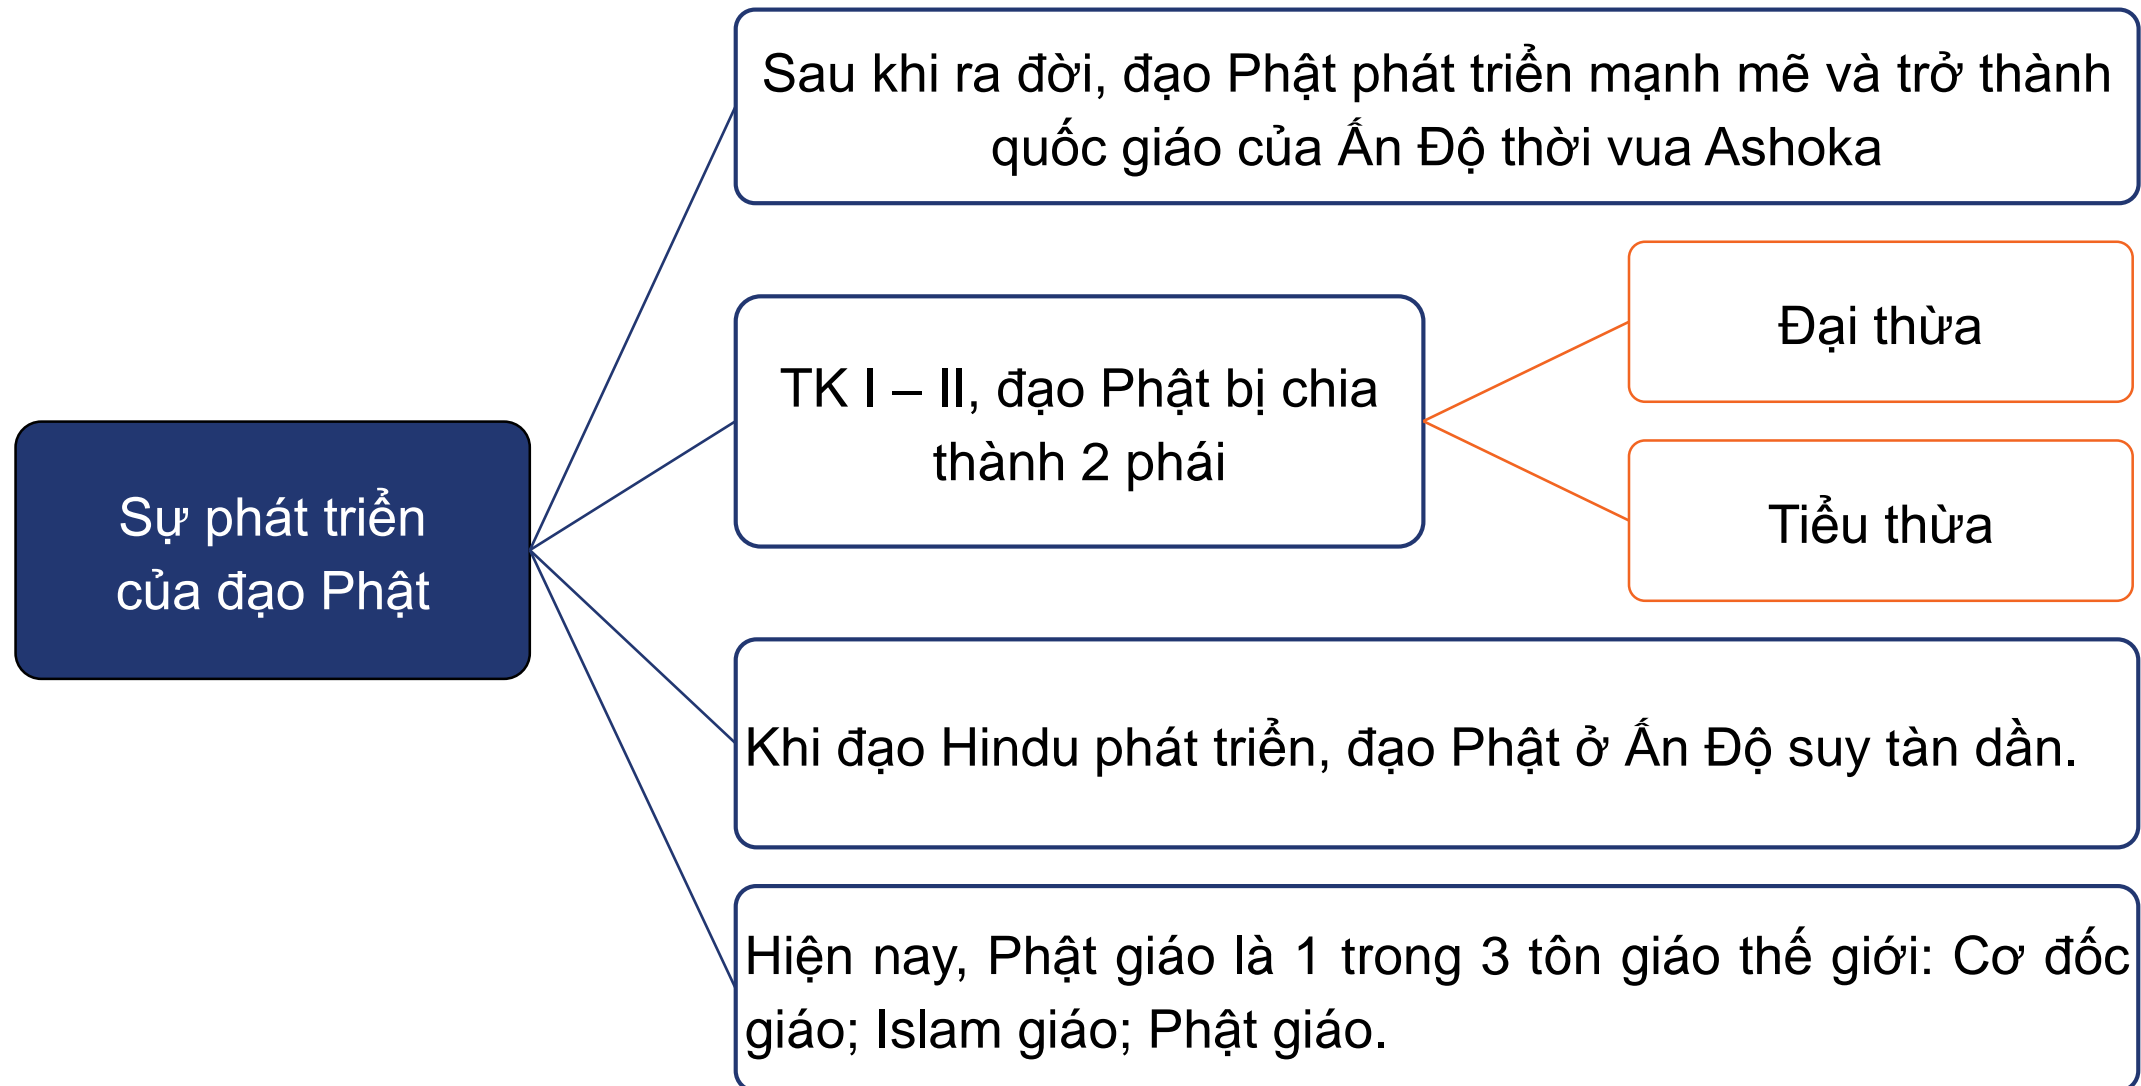 Sự phát triển
của đạo Phật
Sau khi ra đời, đạo Phật phát triển mạnh mẽ và trở thành
quốc giáo của Ấn Độ thời vua Ashoka
TK I – II, đạo Phật bị chia
thành 2 phái
Đại thừa
Tiểu thừa
Khi đạo Hindu phát triển, đạo Phật ở Ấn Độ suy tàn dần.
Hiện nay, Phật giáo là 1 trong 3 tôn giáo thế giới: Cơ đốc
giáo; Islam giáo; Phật giáo.